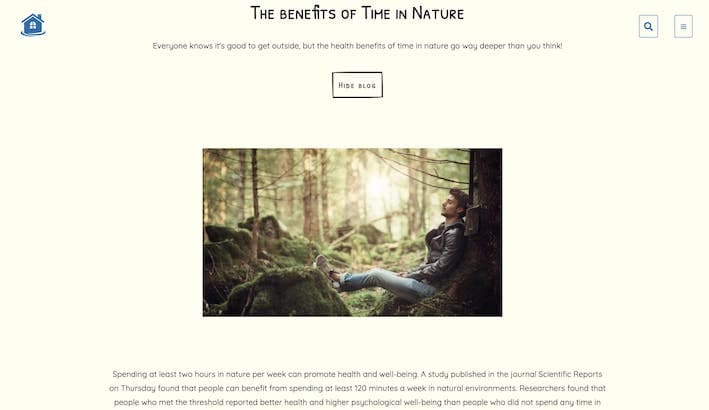 The benefits of Time in Nature
Everyone knows it's good to get outside, but the health benefits of time in nature go way deeper than you think!
Hide blog
Spending at least two hours in nature per week can promote health and well-being. A study published in the journal Scientific Reports
on Thursday found that people can benefit from spending at least 120 minutes a week in natural environments. Researchers found that
people who met the threshold reported better health and higher psychological well-being than people who did not spend any time in